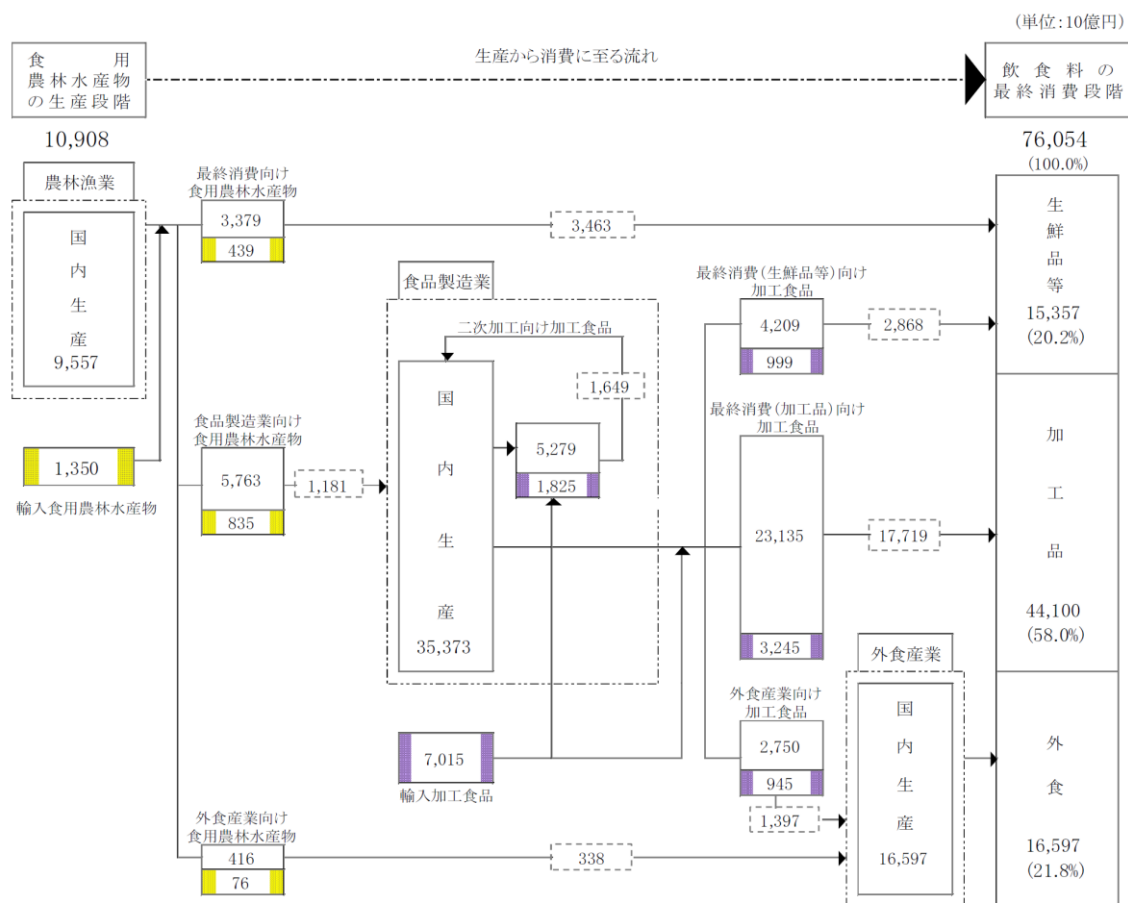 (単位:10億円)
食用
農林水産物
の生産段階
生産から消費に至る流れ
飲食料の
最終消費段階
10,908
76,054
(100.0%)
農林漁業
国内生産
9,557
1,350
輸入食用農林水産物
最終消費向け
食用農林水産物
3,379
439
3,463
食品製造業向け
食用農林水産物
5,763
835
1,181
食品製造業
二次加工向け加工食品
1,649
国内生産
35,373
5,279
1,825
7,015
輸入加工食品
最終消費(生鮮品等)向け
加工食品
4,209
999
2,868
最終消費(加工品)向け
加工食品
23,135
3,245
17,719
外食産業向け
加工食品
2,750
945
1,397
外食産業向け
食用農林水産物
416
76
338
外食産業
国内生産
16,597
生鮮品等
15,357
(20.2%)
加工品
44,100
(58.0%)
外食
16,597
(21.8%)